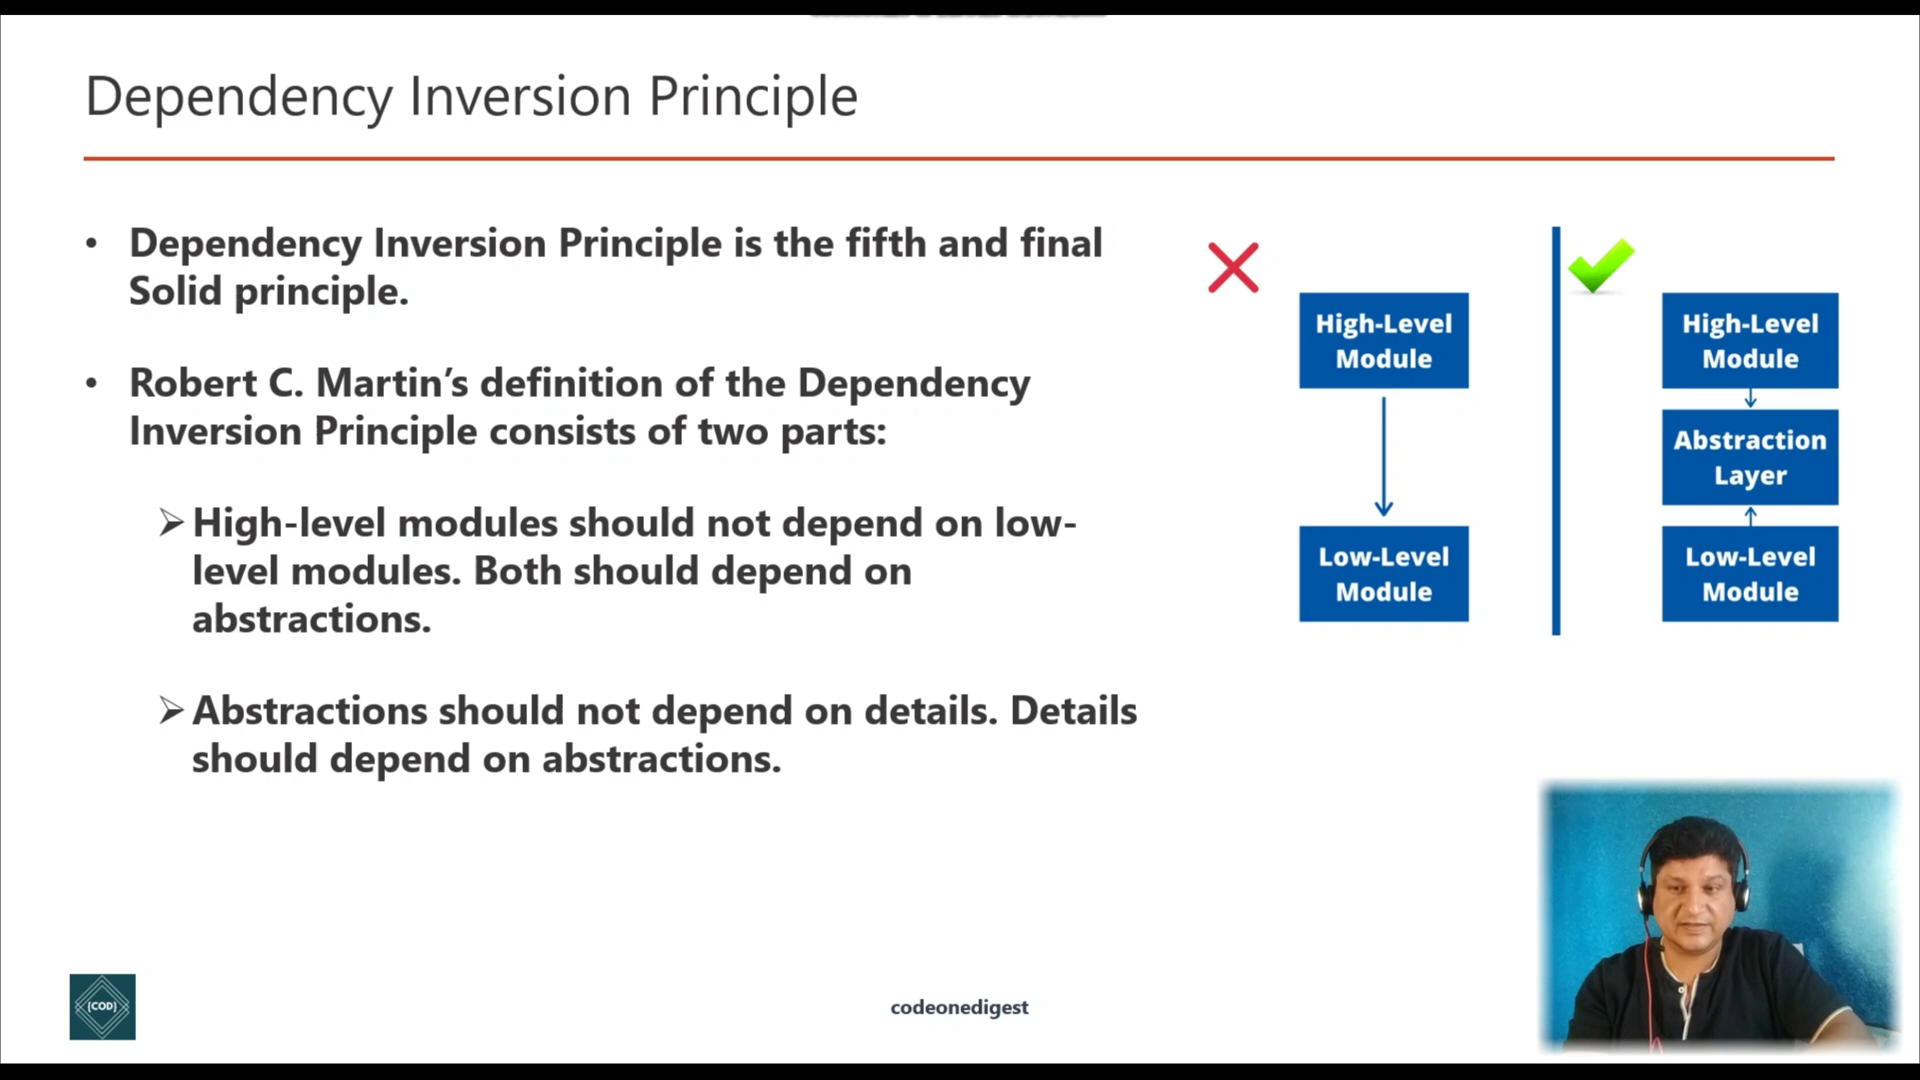 Dependency Inversion Principle
• Dependency Inversion Principle is the fifth and final
Solid principle.
• Robert C. Martin’s definition of the Dependency
Inversion Principle consists of two parts:
➢ High-level modules should not depend on low-
level modules. Both should depend on
abstractions.
➢ Abstractions should not depend on details. Details
should depend on abstractions.
High-Level
Module
Low-Level
Module
High-Level
Module
Abstraction
Layer
Low-Level
Module
[COD]
codeonedigest